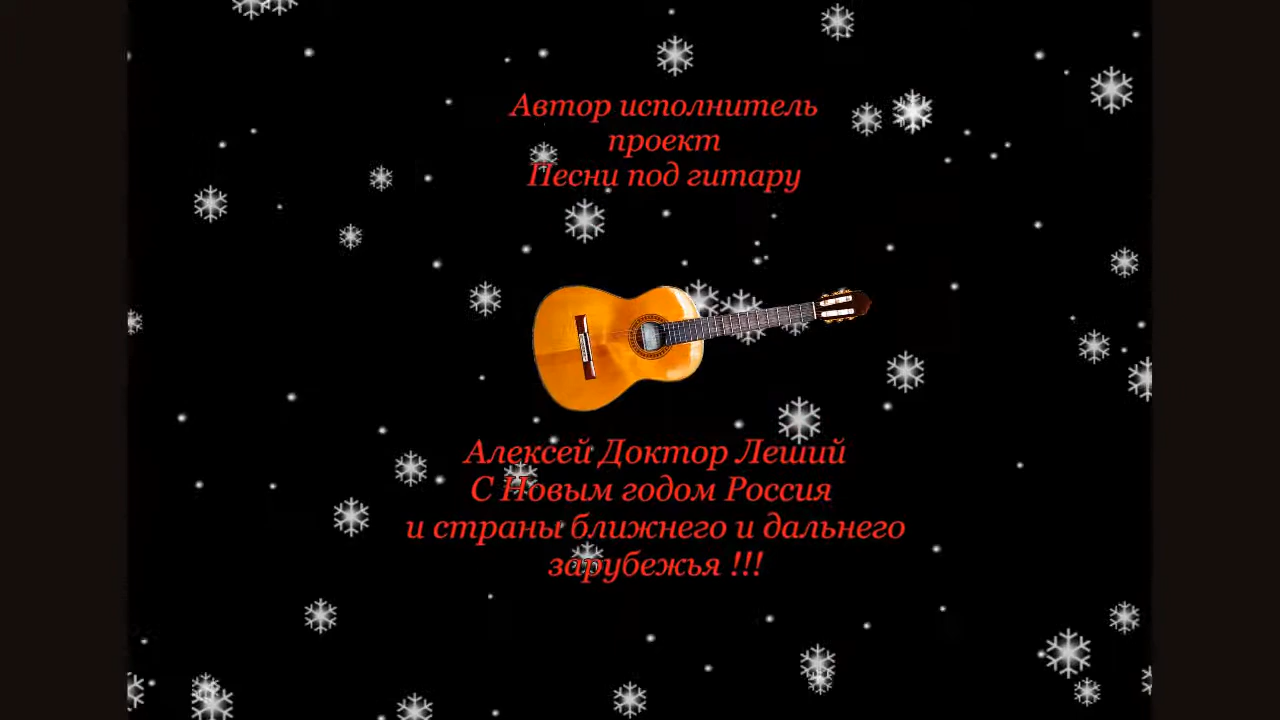 Автор исполнитель
проект
Песни под гитару
Алексей Доктор Леший
С Новым годом Россия
и страны ближнего и дальнего
зарубежья !!!